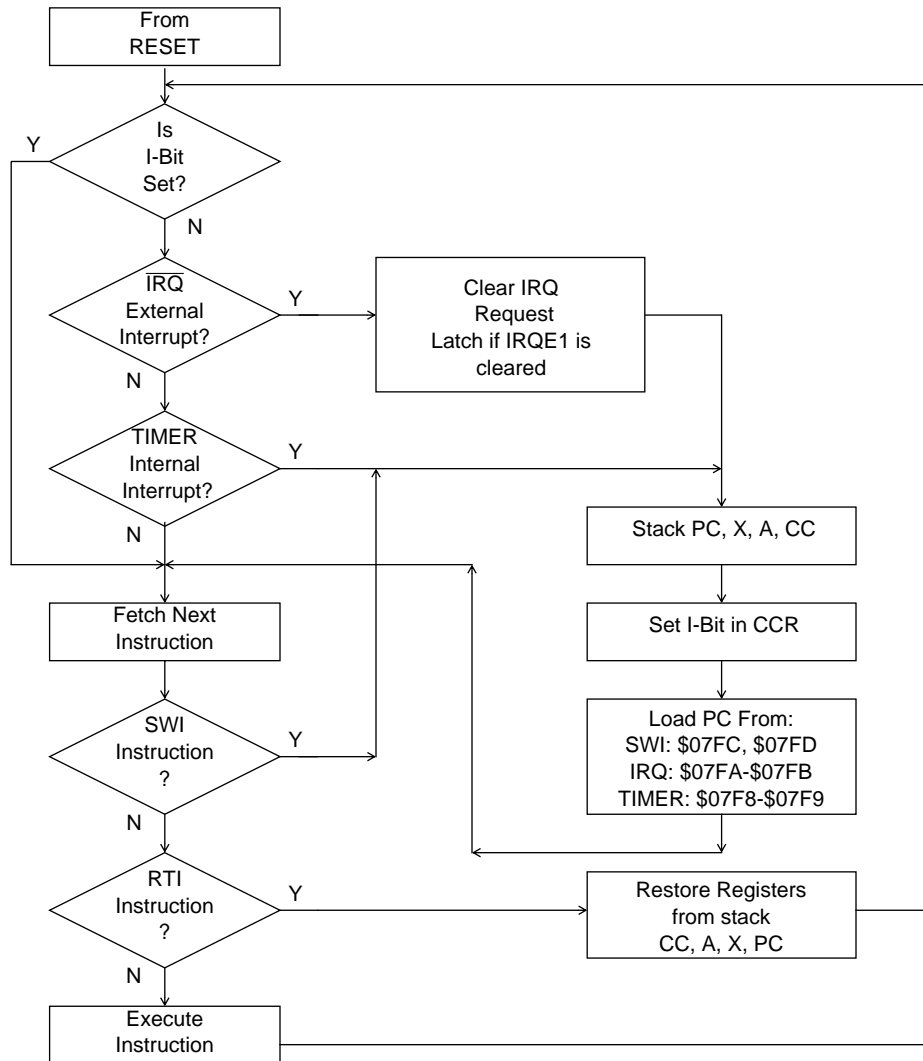 From
RESET
Is
I-Bit
Set?
Y
N
IRQ
External
Interrupt?
Y
N
Clear IRQ
Request
Latch if IRQE1 is
cleared
TIMER
Internal
Interrupt?
Y
N
Stack PC, X, A, CC
Fetch Next
Instruction
Set I-Bit in CCR
SWI
Instruction
?
Y
N
Load PC From:
SWI: $07FC, $07FD
IRQ: $07FA-$07FB
TIMER: $07F8-$07F9
RTI
Instruction
?
Y
N
Restore Registers
from stack
CC, A, X, PC
Execute
Instruction